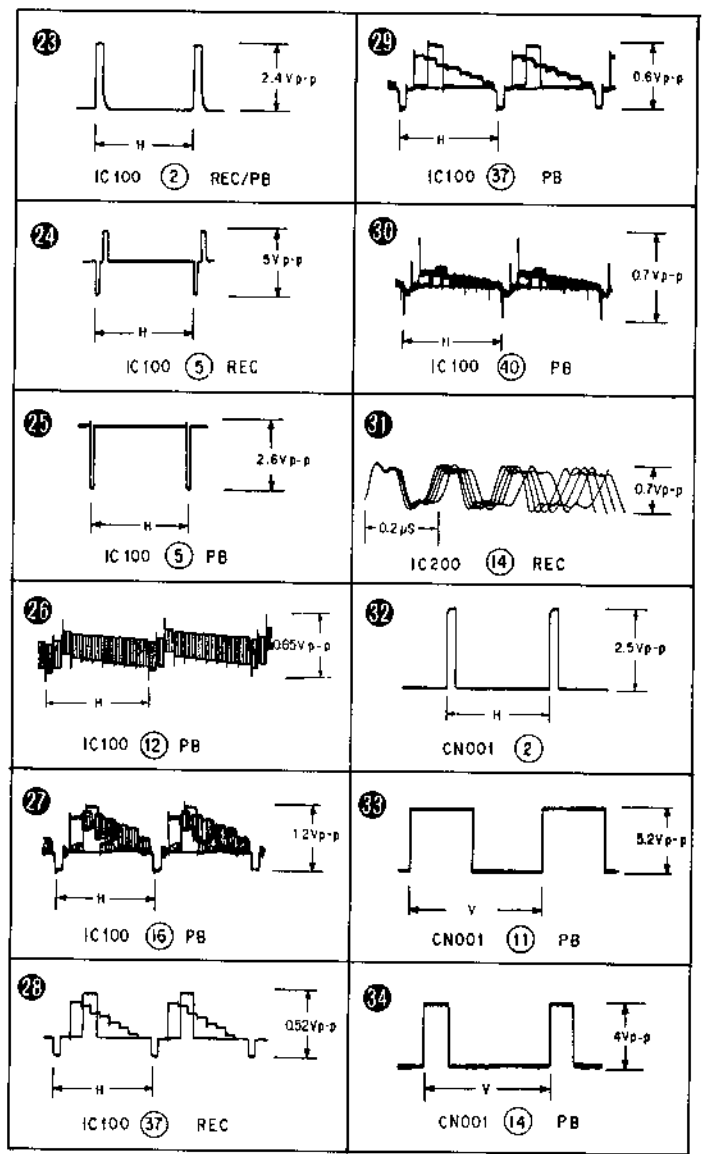 23
2.4Vp-p
H
IC100 2 REC/PB
24
5Vp-p
H
IC100 5 REC
25
2.6Vp-p
H
IC100 5 PB
26
0.65Vp-p
H
IC100 12 PB
27
1.2Vp-p
H
IC100 16 PB
28
0.52Vp-p
H
IC100 37 REC
29
0.6Vp-p
H
IC100 37 PB
30
0.7Vp-p
H
IC100 40 PB
31
0.7Vp-p
0.2μS
IC200 14 REC
32
2.5Vp-p
H
CN001 2
33
5.2Vp-p
V
CN001 11 PB
34
4Vp-p
V
CN001 14 PB